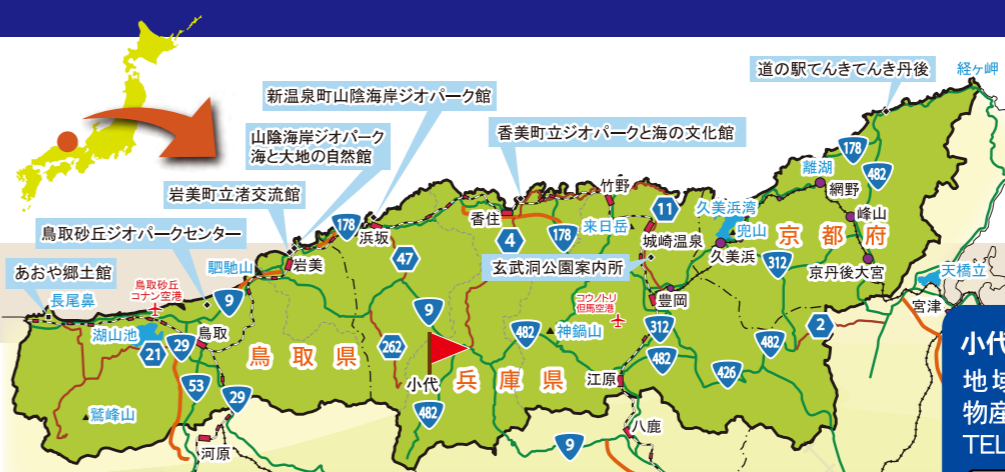 道の駅てんきてんき丹後
経ヶ岬
新温泉町山陰海岸ジオパーク館
山陰海岸ジオパーク
海と大地の自然館
香美町立ジオパークと海の文化館
岩美町立渚交流館
鳥取砂丘ジオパークセンター
あおや郷土館
玄武洞公園案内所
178
482
離湖
網野
峰山
竹野
11
久美浜湾
兜山
京都府
久美浜
312
京丹後大宮
天橋立
宮津
香住
4
178
来日岳
城崎温泉
178
浜坂
47
岩美
駟馳山
9
長尾鼻
鳥取砂丘
コナン空港
湖山池
21
29
鳥取
鳥取県
262
9
482
コウノトリ
但馬空港
神鍋山
豊岡
312
482
426
482
2
小代
兵庫県
江原
482
53
29
鷲峰山
河原
八鹿
9
小代
地域
物産
TEL